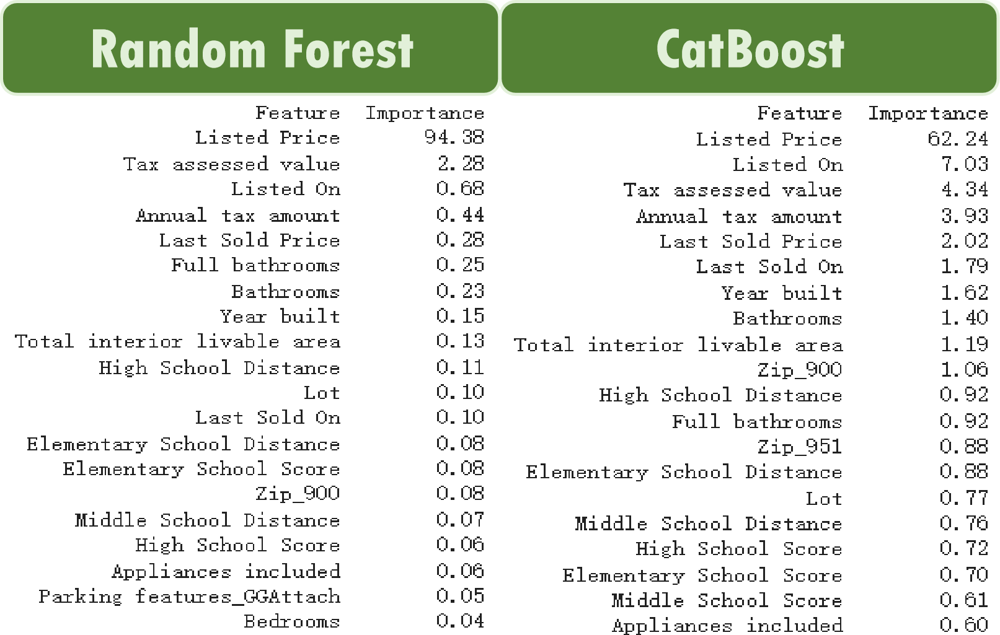 Random Forest
Feature Importance
Listed Price 94.38
Tax assessed value 2.28
Listed On 0.68
Annual tax amount 0.44
Last Sold Price 0.28
Full bathrooms 0.25
Bathrooms 0.23
Year built 0.15
Total interior livable area 0.13
High School Distance 0.11
Lot 0.10
Last Sold On 0.10
Elementary School Distance 0.08
Elementary School Score 0.08
Zip_900 0.08
Middle School Distance 0.07
High School Score 0.06
Appliances included 0.06
Parking features_GGAttach 0.05
Bedrooms 0.04
CatBoost
Feature Importance
Listed Price 62.24
Listed On 7.03
Tax assessed value 4.34
Annual tax amount 3.93
Last Sold Price 2.02
Last Sold On 1.79
Year built 1.62
Bathrooms 1.40
Total interior livable area 1.19
Zip_900 1.06
High School Distance 0.92
Full bathrooms 0.92
Zip_951 0.88
Elementary School Distance 0.88
Lot 0.77
Middle School Distance 0.76
High School Score 0.72
Elementary School Score 0.70
Middle School Score 0.61
Appliances included 0.60